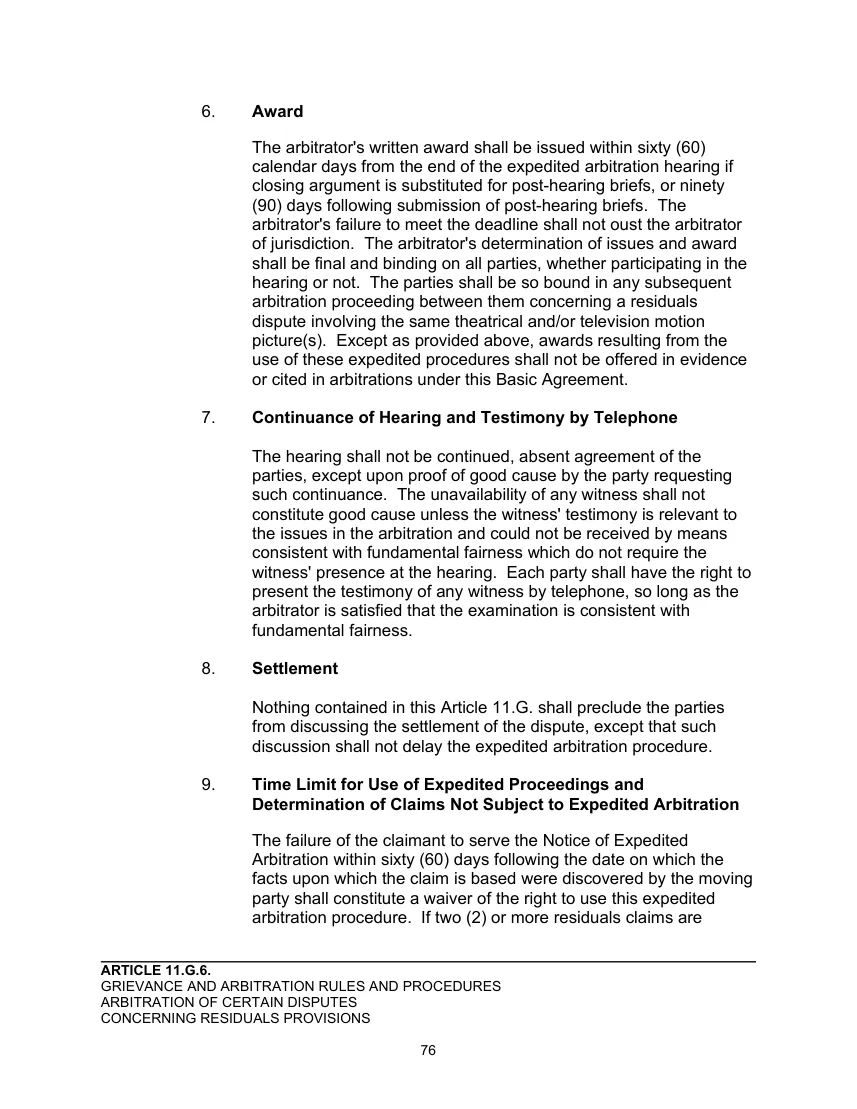 6. Award
The arbitrator's written award shall be issued within sixty (60)
calendar days from the end of the expedited arbitration hearing if
closing argument is substituted for post-hearing briefs, or ninety
(90) days following submission of post-hearing briefs.  The
arbitrator's failure to meet the deadline shall not oust the arbitrator
of jurisdiction.  The arbitrator's determination of issues and award
shall be final and binding on all parties, whether participating in the
hearing or not.  The parties shall be so bound in any subsequent
arbitration proceeding between them concerning a residuals
dispute involving the same theatrical and/or television motion
picture(s).  Except as provided above, awards resulting from the
use of these expedited procedures shall not be offered in evidence
or cited in arbitrations under this Basic Agreement.
7. Continuance of Hearing and Testimony by Telephone
The hearing shall not be continued, absent agreement of the
parties, except upon proof of good cause by the party requesting
such continuance.  The unavailability of any witness shall not
constitute good cause unless the witness' testimony is relevant to
the issues in the arbitration and could not be received by means
consistent with fundamental fairness which do not require the
witness' presence at the hearing.  Each party shall have the right to
present the testimony of any witness by telephone, so long as the
arbitrator is satisfied that the examination is consistent with
fundamental fairness.
8. Settlement
Nothing contained in this Article 11.G. shall preclude the parties
from discussing the settlement of the dispute, except that such
discussion shall not delay the expedited arbitration procedure.
9. Time Limit for Use of Expedited Proceedings and
Determination of Claims Not Subject to Expedited Arbitration
The failure of the claimant to serve the Notice of Expedited
Arbitration within sixty (60) days following the date on which the
facts upon which the claim is based were discovered by the moving
party shall constitute a waiver of the right to use this expedited
arbitration procedure.  If two (2) or more residuals claims are
ARTICLE 11.G.6.
GRIEVANCE AND ARBITRATION RULES AND PROCEDURES
ARBITRATION OF CERTAIN DISPUTES
CONCERNING RESIDUALS PROVISIONS
76